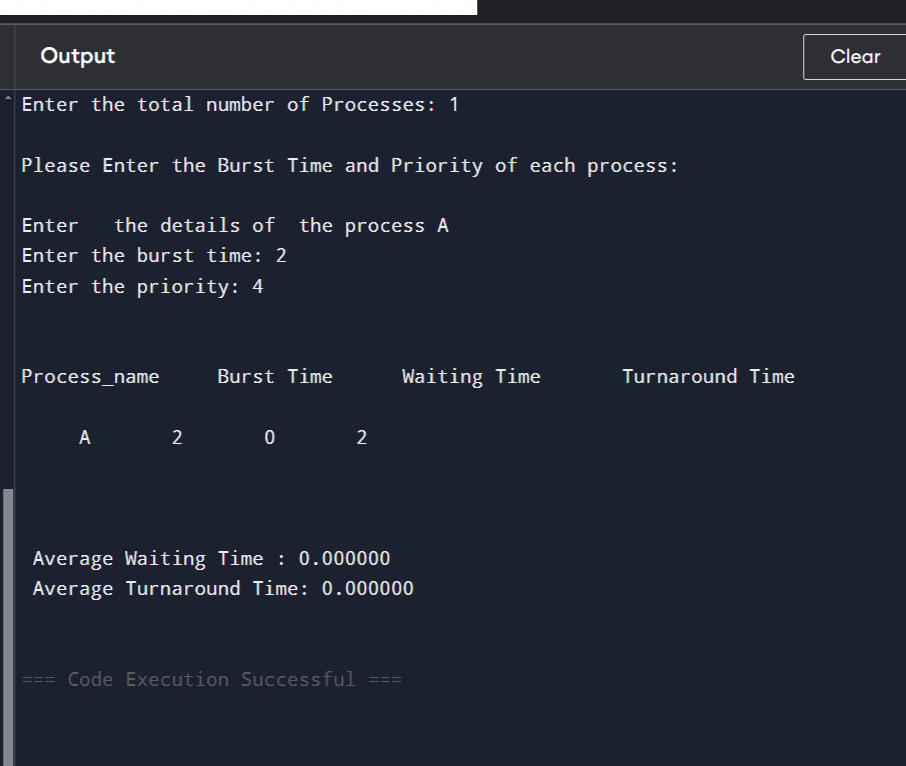 Output
Clear
Enter the total number of Processes: 1
Please Enter the Burst Time and Priority of each process:
Enter   the details of  the process A
Enter the burst time: 2
Enter the priority: 4
Process_name     Burst Time      Waiting Time       Turnaround Time
     A       2       0       2
 Average Waiting Time : 0.000000
 Average Turnaround Time: 0.000000
=== Code Execution Successful ===